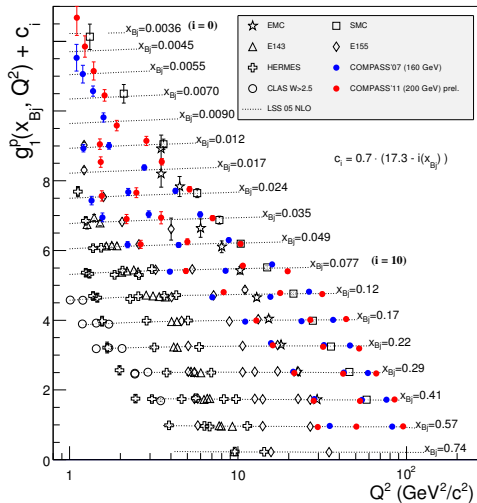 g₁ᵖ(x_Bj, Q²) + c_i
12
10
8
6
4
2
0
1
10
10²
Q² (GeV²/c²)
EMC
SMC
E143
E155
HERMES
COMPASS'07 (160 GeV)
CLAS W>2.5
COMPASS'11 (200 GeV) prel.
LSS 05 NLO
c_i = 0.7 · (17.3 - i(x_Bj) )
x_Bj=0.0036 (i = 0)
x_Bj=0.0045
x_Bj=0.0055
x_Bj=0.0070
x_Bj=0.0090
x_Bj=0.012
x_Bj=0.017
x_Bj=0.024
x_Bj=0.035
x_Bj=0.049
x_Bj=0.077 (i = 10)
x_Bj=0.12
x_Bj=0.17
x_Bj=0.22
x_Bj=0.29
x_Bj=0.41
x_Bj=0.57
x_Bj=0.74